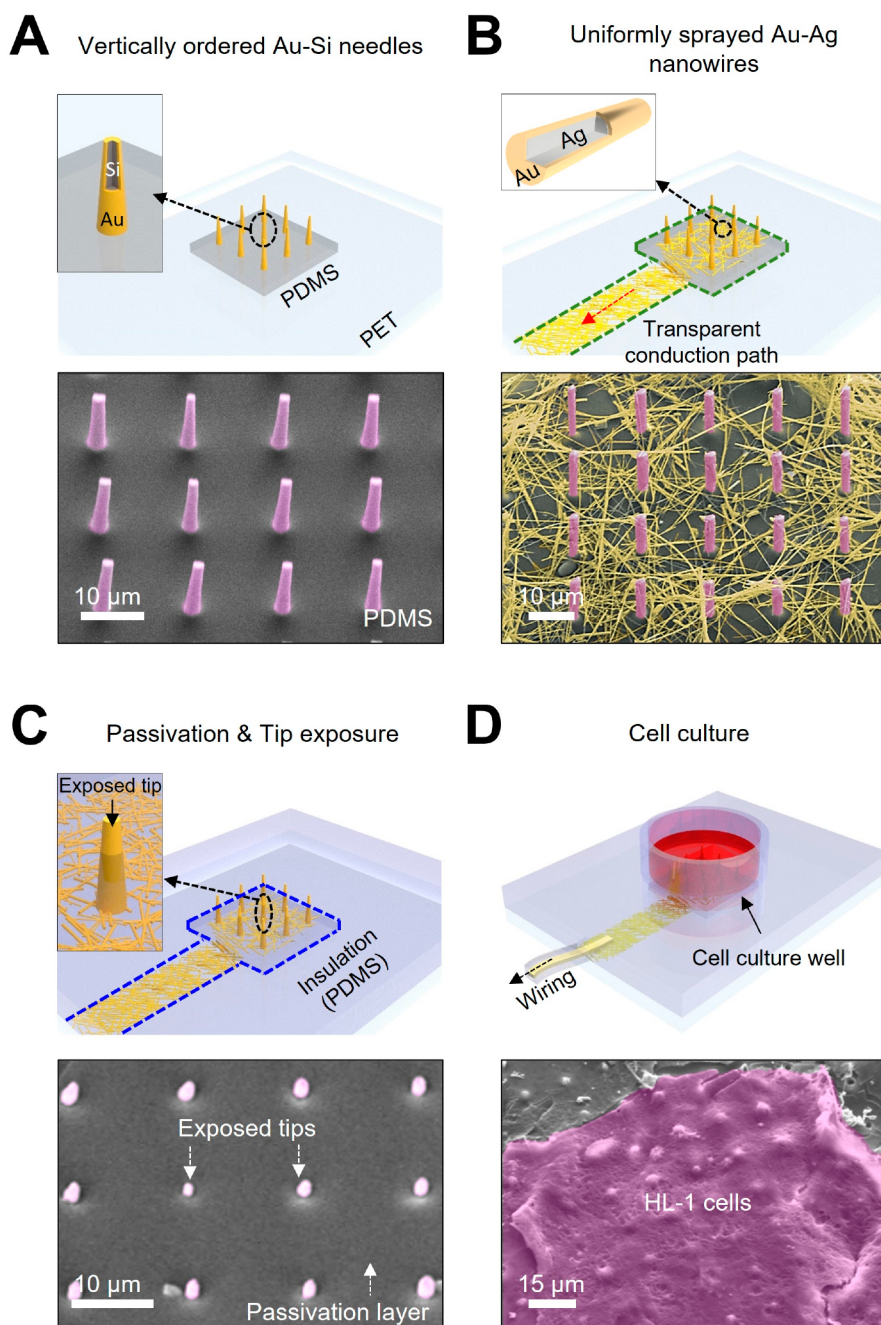 A
Vertically ordered Au-Si needles
Si
Au
PDMS
PET
10 µm
PDMS
B
Uniformly sprayed Au-Ag
nanowires
Ag
Au
Transparent
conduction path
10 µm
C
Passivation & Tip exposure
Exposed tip
Insulation
(PDMS)
Exposed tips
10 µm
Passivation layer
D
Cell culture
Cell culture well
Wiring
HL-1 cells
15 µm